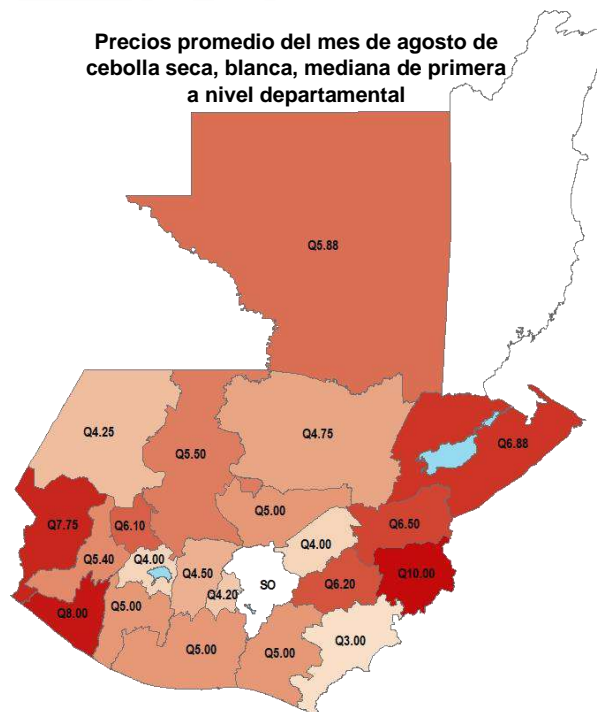 Precios promedio del mes de agosto de
cebolla seca, blanca, mediana de primera
a nivel departamental
Q5.88
Q4.25
Q4.75
Q5.50
Q6.88
Q5.00
Q7.75
Q6.10
Q6.50
Q4.00
Q5.40
Q4.00
Q4.50
Q10.00
SO
Q6.20
Q4.20
Q8.00
Q5.00
Q3.00
Q5.00
Q5.00